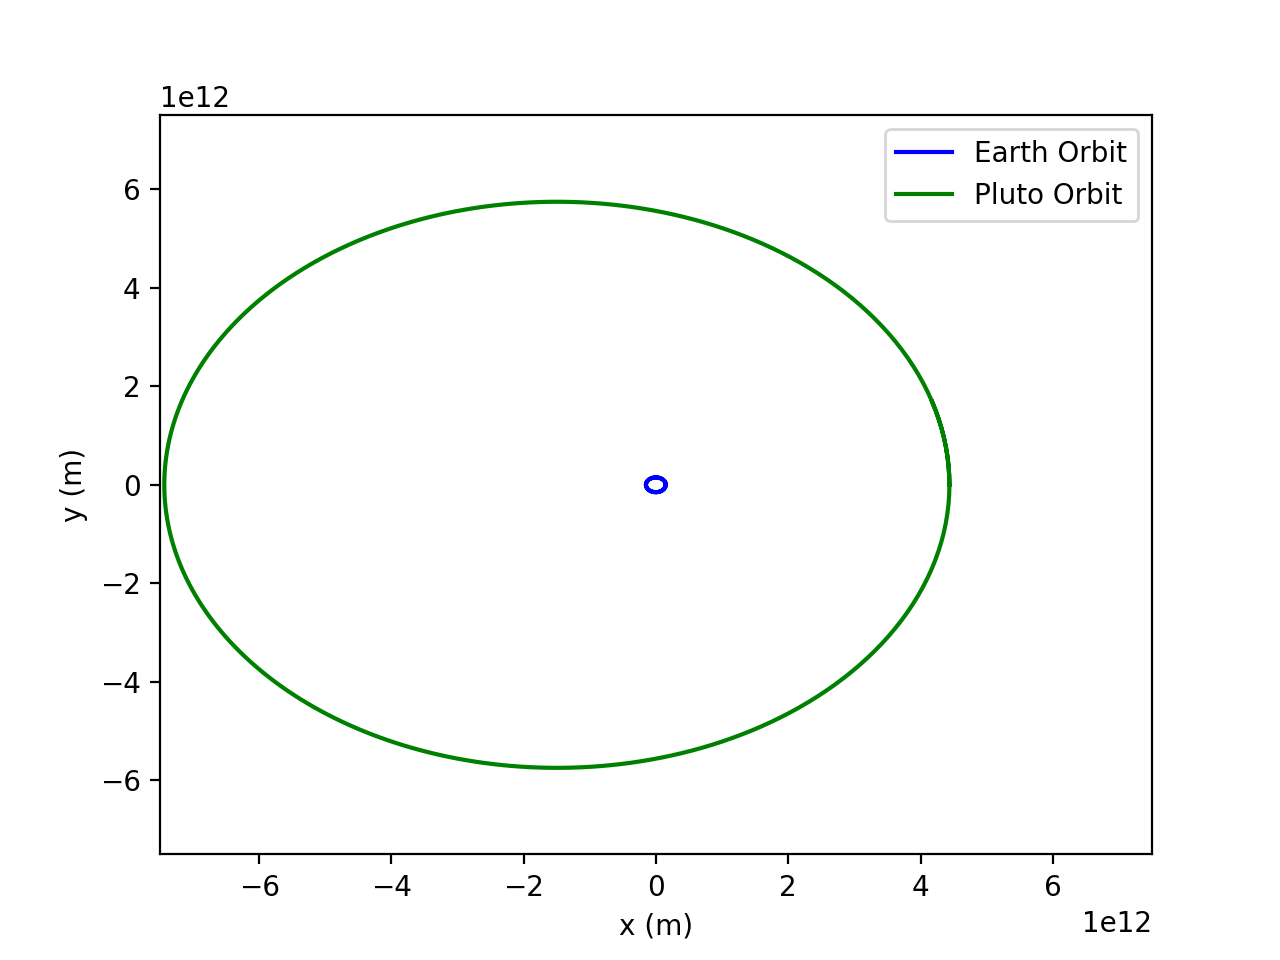 1e12
Earth Orbit
Pluto Orbit
6
4
2
0
−2
−4
−6
y (m)
−6 −4 −2 0 2 4 6
x (m)
1e12